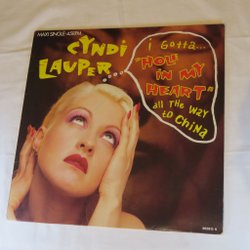 MAXI SINGLE-45RPM
CYNDI
LAUPER....
i Gotta...
"HOLE
IN MY
HEART"
all the way
to China